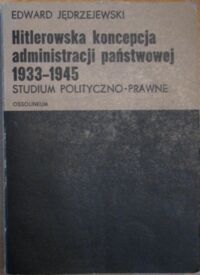 EDWARD JĘDRZEJEWSKI
Hitlerowska koncepcja
administracji państwowej
1933-1945
STUDIUM POLITYCZNO-PRAWNE
OSSOLINEUM